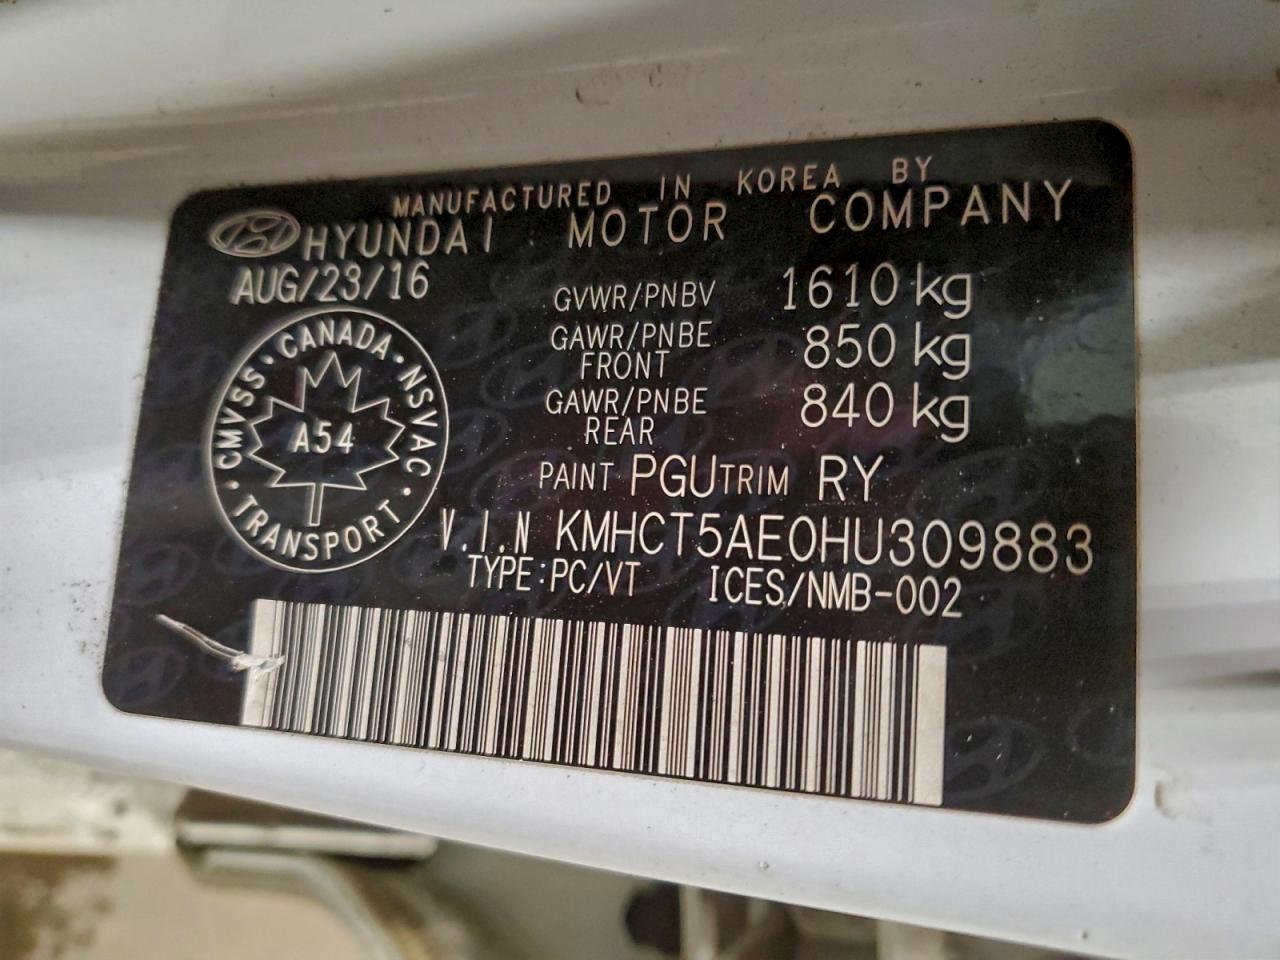 MANUFACTURED IN KOREA BY
HYUNDAI MOTOR COMPANY
AUG/23/16
GVWR/PNBV 1610 kg
GAWR/PNBE FRONT 850 kg
GAWR/PNBE REAR 840 kg
CANADA · NSVAC · TRANSPORT · CMVSS ·
A54
PAINT PGU TRIM RY
V.I.N KMHCT5AE0HU309883
TYPE:PC/VT ICES/NMB-002